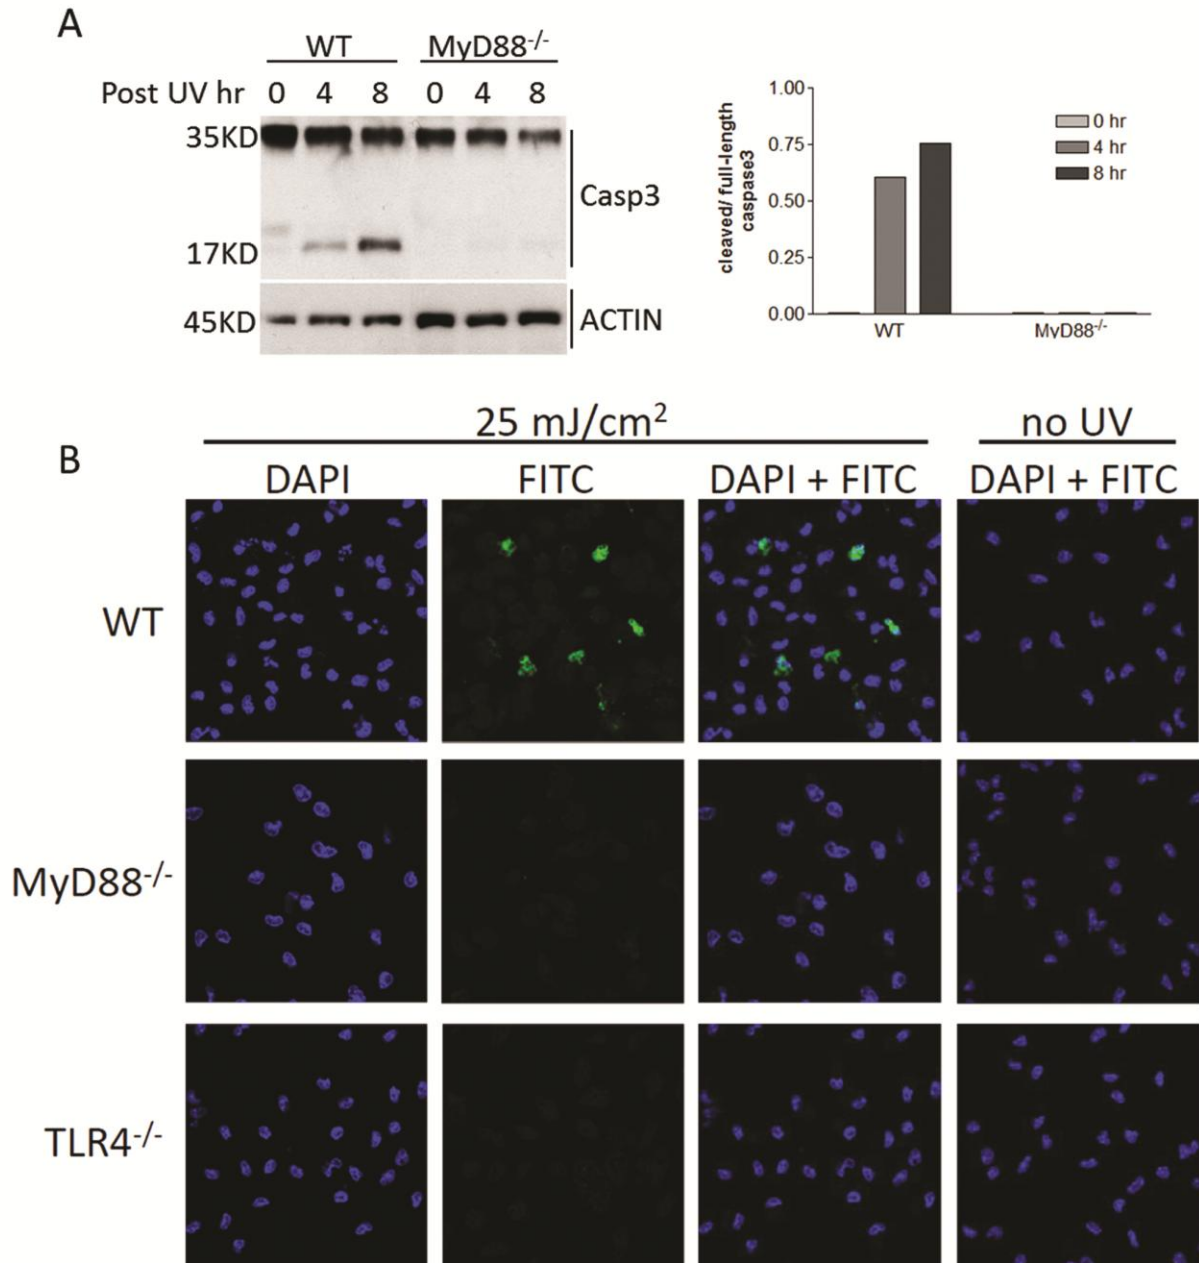 A
WT MyD88-/-
Post UV hr 0 4 8 0 4 8
35KD
Casp3
17KD
45KD
ACTIN
cleaved/ full-length
caspase3
1.00
0.75
0.50
0.25
0.00
0 hr
4 hr
8 hr
WT MyD88-/-
B
25 mJ/cm2 no UV
DAPI FITC DAPI + FITC DAPI + FITC
WT
MyD88-/-
TLR4-/-